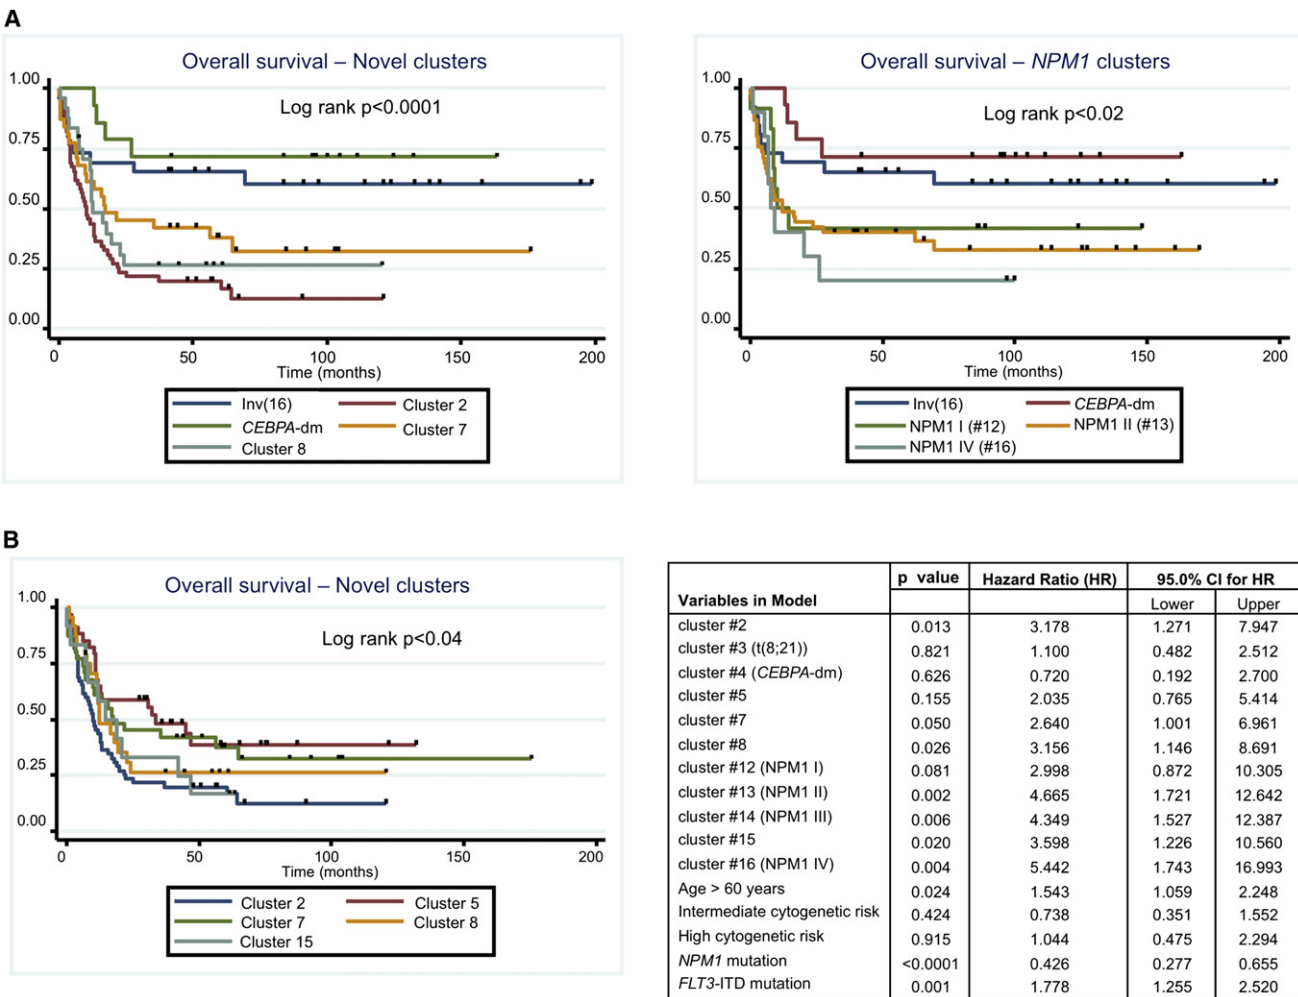 A
Overall survival – Novel clusters
Log rank p<0.0001
1.00
0.75
0.50
0.25
0.00
0 50 100 150 200
Time (months)
Inv(16) Cluster 2
CEBPA-dm Cluster 7
Cluster 8
Overall survival – NPM1 clusters
Log rank p<0.02
1.00
0.75
0.50
0.25
0.00
0 50 100 150 200
Time (months)
Inv(16) CEBPA-dm
NPM1 I (#12) NPM1 II (#13)
NPM1 IV (#16)
B
Overall survival – Novel clusters
Log rank p<0.04
1.00
0.75
0.50
0.25
0.00
0 50 100 150 200
Time (months)
Cluster 2 Cluster 5
Cluster 7 Cluster 8
Cluster 15
p value Hazard Ratio (HR) 95.0% CI for HR
Variables in Model Lower Upper
cluster #2 0.013 3.178 1.271 7.947
cluster #3 (t(8;21)) 0.821 1.100 0.482 2.512
cluster #4 (CEBPA-dm) 0.626 0.720 0.192 2.700
cluster #5 0.155 2.035 0.765 5.414
cluster #7 0.050 2.640 1.001 6.961
cluster #8 0.026 3.156 1.146 8.691
cluster #12 (NPM1 I) 0.081 2.998 0.872 10.305
cluster #13 (NPM1 II) 0.002 4.665 1.721 12.642
cluster #14 (NPM1 III) 0.006 4.349 1.527 12.387
cluster #15 0.020 3.598 1.226 10.560
cluster #16 (NPM1 IV) 0.004 5.442 1.743 16.993
Age > 60 years 0.024 1.543 1.059 2.248
Intermediate cytogenetic risk 0.424 0.738 0.351 1.552
High cytogenetic risk 0.915 1.044 0.475 2.294
NPM1 mutation <0.0001 0.426 0.277 0.655
FLT3-ITD mutation 0.001 1.778 1.255 2.520